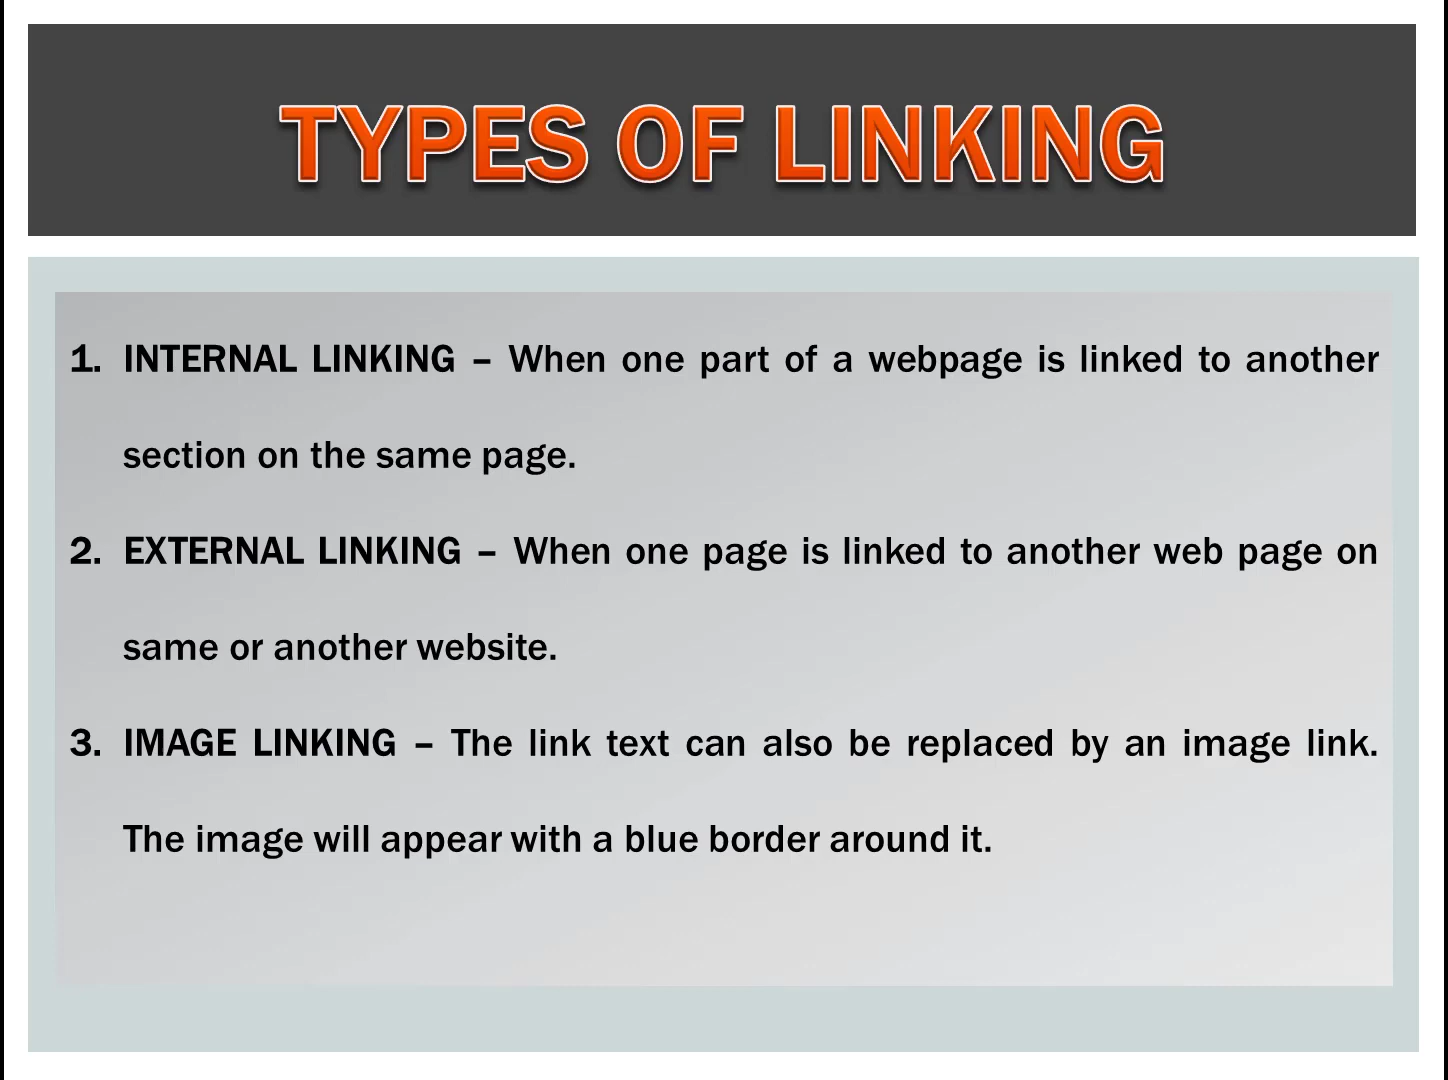 TYPES OF LINKING
1. INTERNAL LINKING – When one part of a webpage is linked to another
section on the same page.
2. EXTERNAL LINKING – When one page is linked to another web page on
same or another website.
3. IMAGE LINKING – The link text can also be replaced by an image link.
The image will appear with a blue border around it.